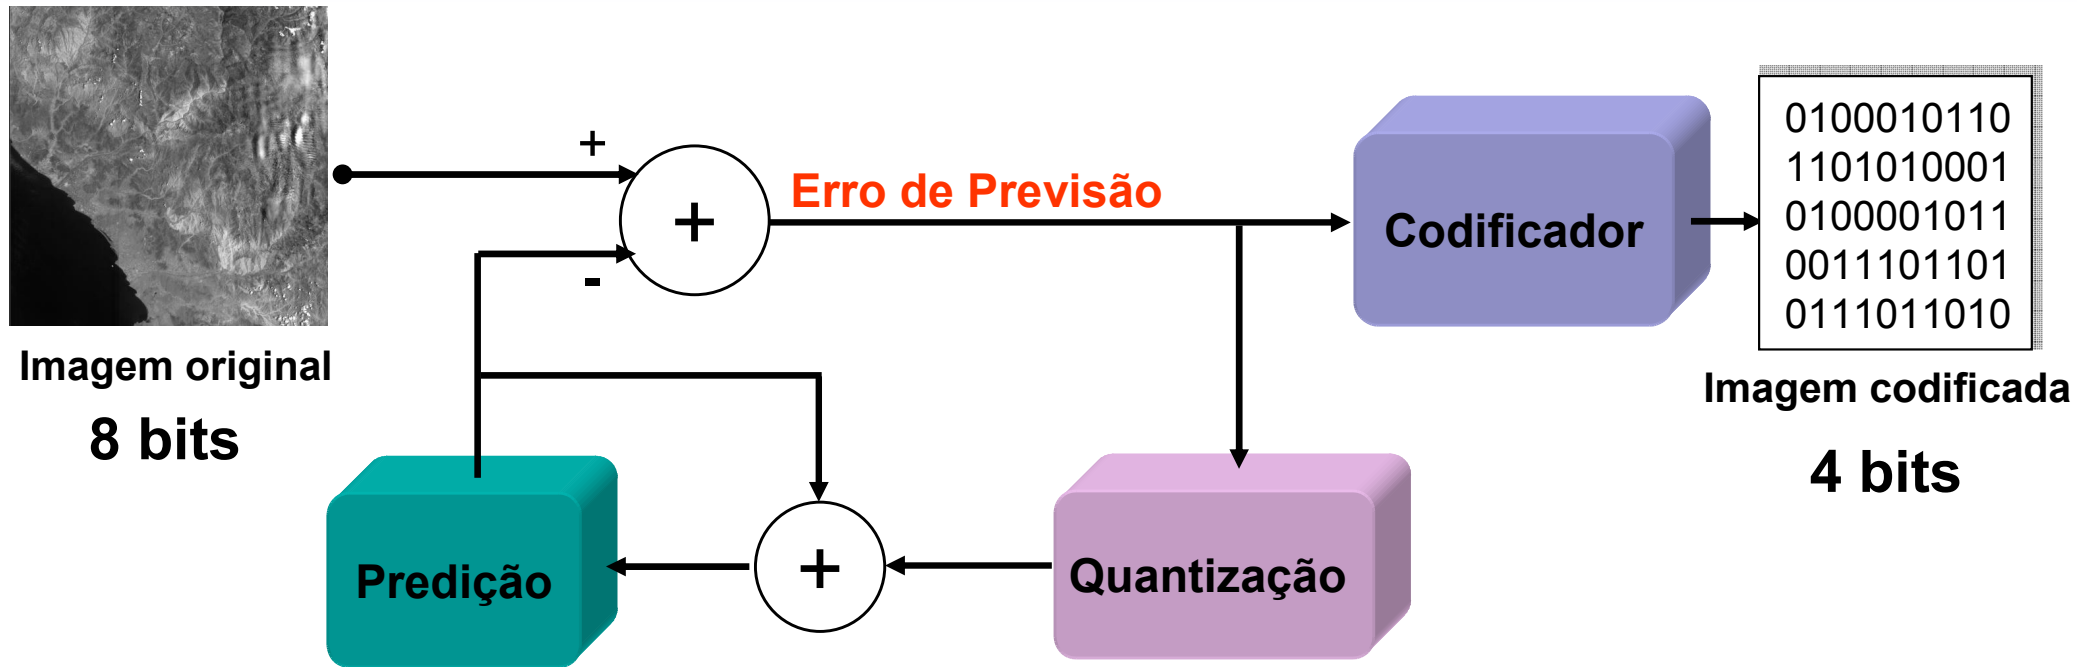 +
+
Erro de Previsão
-
Codificador
0100010110
1101010001
0100001011
0011101101
0111011010
Imagem original
8 bits
Imagem codificada
4 bits
Predição
+
Quantização